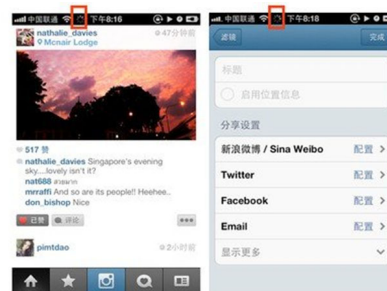 中国联通 下午8:16
nathalie_davies 47分钟前
Mcnair Lodge
517 赞
nathalie_davies Singapore's evening
sky....lovely isn't it?
nat688
mrraffi And so are its people!! Heehee..
don_bishop Nice
已赞 评论
pimtdao 2小时前
中国联通 下午8:18
滤镜 完成
标题
启用位置信息
分享设置
新浪微博 / Sina Weibo 配置
Twitter 配置
Facebook 配置
Email 配置
显示更多